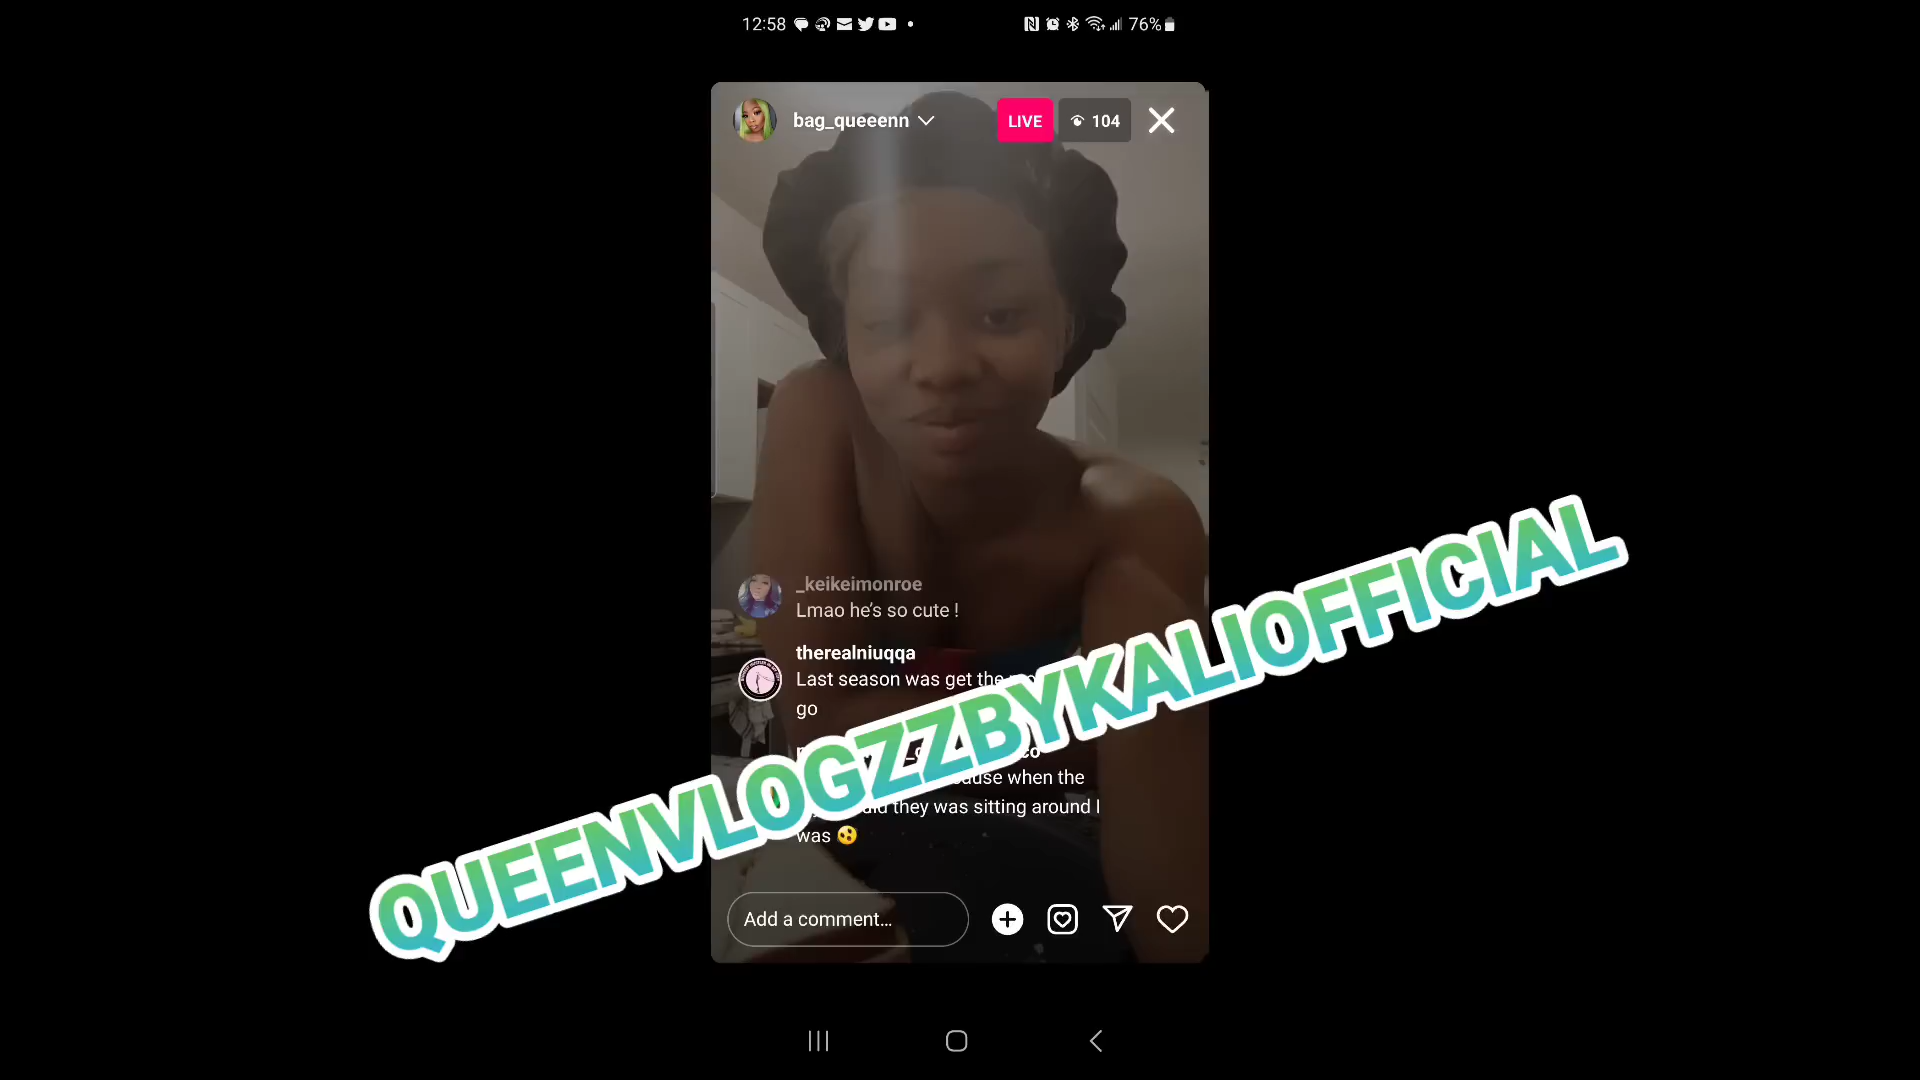 12:58
76%
bag_queeenn
LIVE
104
_keikeimonroe
Lmao he's so cute !
therealniuqqa
Last season was get the
go
when the
they was sitting around I
was 🥴
QUEENVLOGZZBYKALIOFFICIAL
Add a comment...